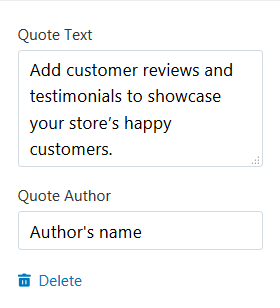 Quote Text
Add customer reviews and
testimonials to showcase
your store’s happy
customers.
Quote Author
Author's name
Delete